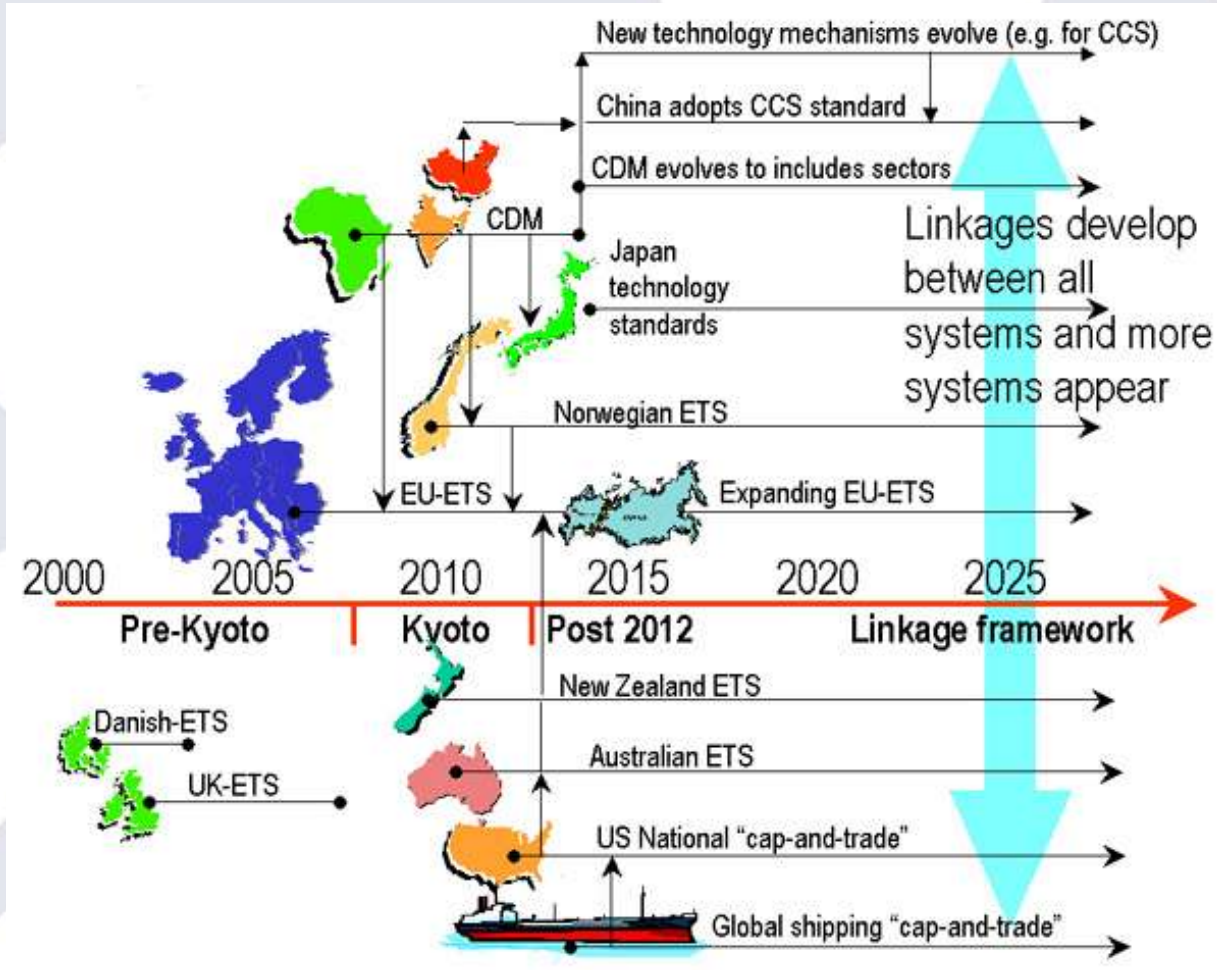 New technology mechanisms evolve (e.g. for CCS)
China adopts CCS standard
CDM evolves to includes sectors
CDM
Linkages develop
between all
systems and more
systems appear
Japan
technology
standards
Norwegian ETS
EU-ETS
Expanding EU-ETS
2000 2005 2010 2015 2020 2025
Pre-Kyoto Kyoto Post 2012 Linkage framework
New Zealand ETS
Danish-ETS
Australian ETS
UK-ETS
US National “cap-and-trade”
Global shipping “cap-and-trade”